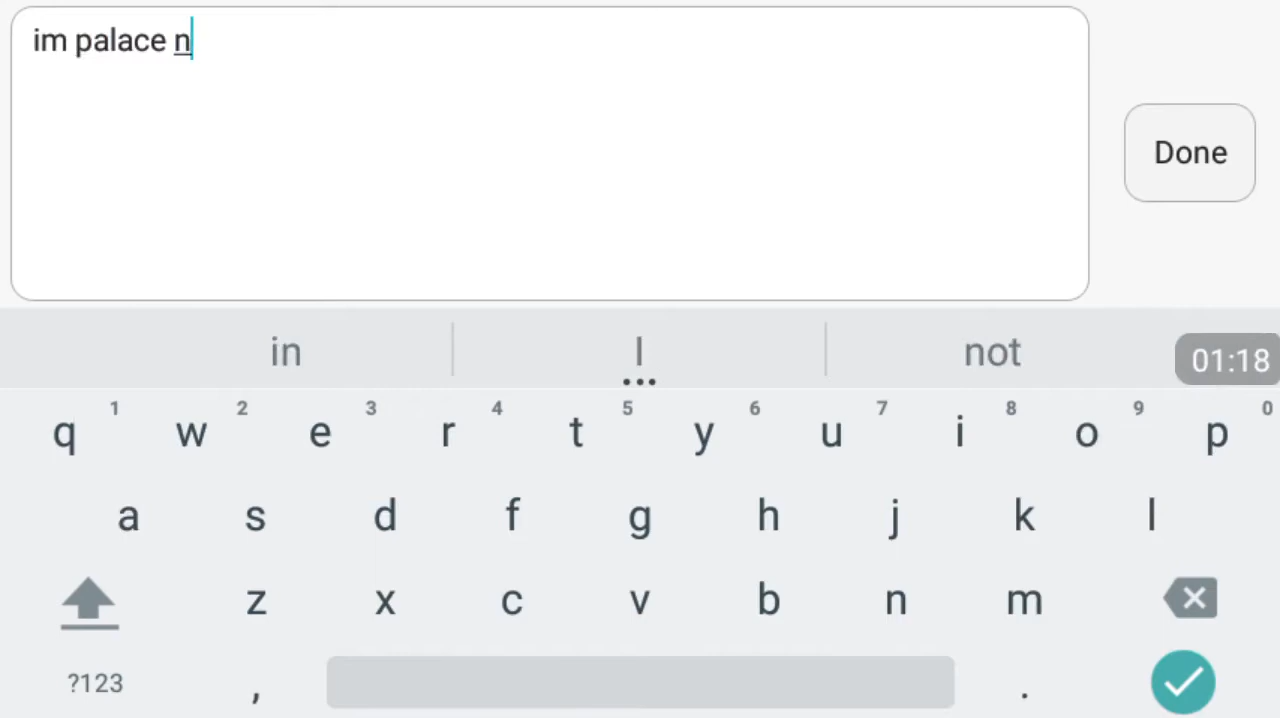 im palace n
Done
in I not
01:18
1 2 3 4 5 6 7 8 9 0
q w e r t y u i o p
a s d f g h j k l
z x c v b n m
?123 , .